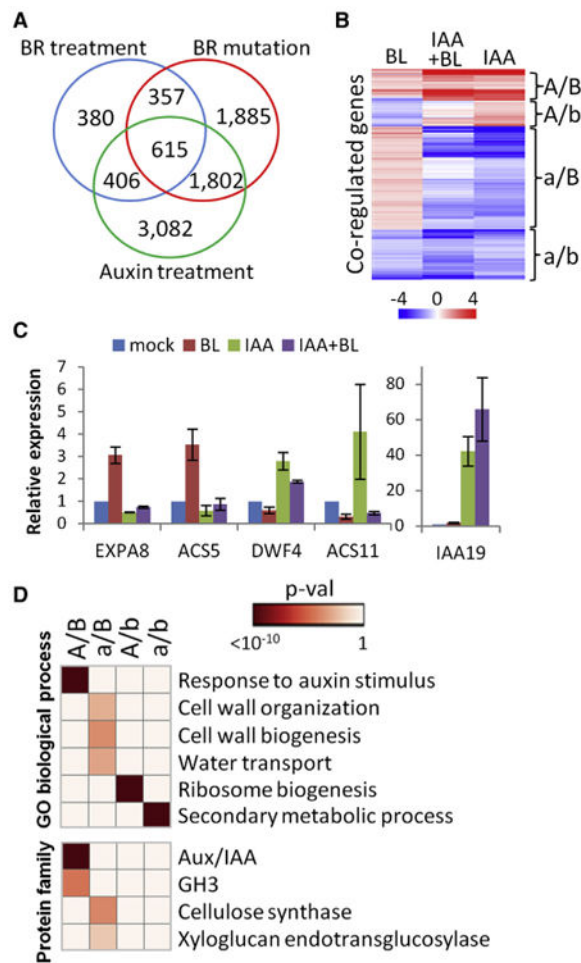 A
BR treatment
BR mutation
380
357
1,885
615
406
1,802
3,082
Auxin treatment
B
BL
IAA
+BL
IAA
Co-regulated genes
A/B
A/b
a/B
a/b
-4 0 4
C
mock BL IAA IAA+BL
Relative expression
7
6
5
4
3
2
1
0
EXPA8 ACS5 DWF4 ACS11
80
60
40
20
0
IAA19
D
p-val
<10-10 1
A/B a/B A/b a/b
GO biological process
Response to auxin stimulus
Cell wall organization
Cell wall biogenesis
Water transport
Ribosome biogenesis
Secondary metabolic process
Protein family
Aux/IAA
GH3
Cellulose synthase
Xyloglucan endotransglucosylase